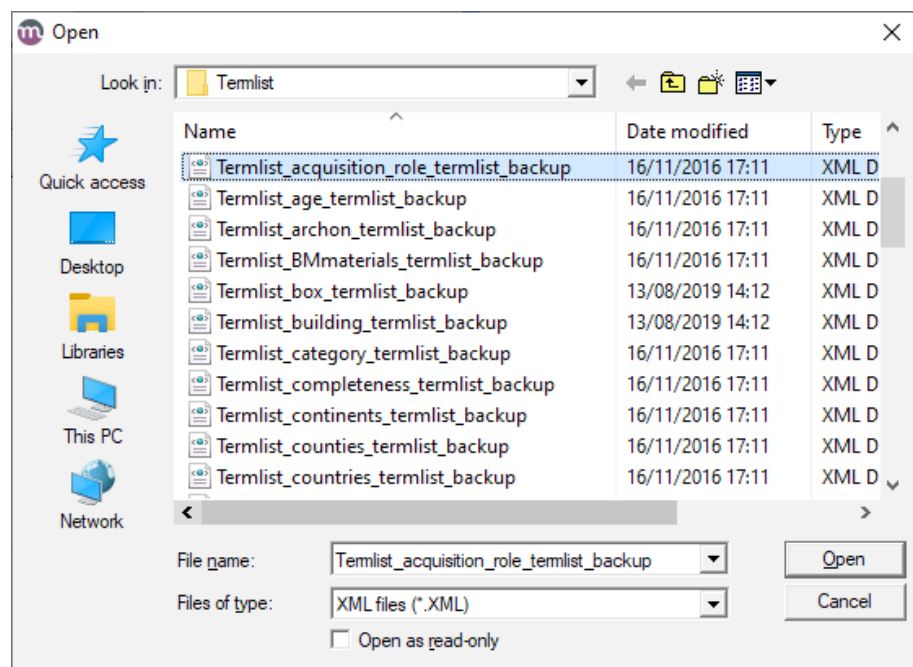 m Open
Look in: Termlist
Name Date modified Type
Termlist_acquisition_role_termlist_backup 16/11/2016 17:11 XML D
Termlist_age_termlist_backup 16/11/2016 17:11 XML D
Termlist_archon_termlist_backup 16/11/2016 17:11 XML D
Termlist_BMmaterials_termlist_backup 16/11/2016 17:11 XML D
Termlist_box_termlist_backup 13/08/2019 14:12 XML D
Termlist_building_termlist_backup 13/08/2019 14:12 XML D
Termlist_category_termlist_backup 16/11/2016 17:11 XML D
Termlist_completeness_termlist_backup 16/11/2016 17:11 XML D
Termlist_continents_termlist_backup 16/11/2016 17:11 XML D
Termlist_counties_termlist_backup 16/11/2016 17:11 XML D
Termlist_countries_termlist_backup 16/11/2016 17:11 XML D
Quick access
Desktop
Libraries
This PC
Network
File name: Termlist_acquisition_role_termlist_backup Open
Files of type: XML files (*.XML) Cancel
Open as read-only